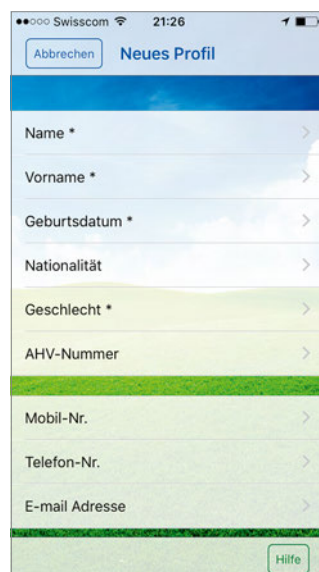 Swisscom 21:26
Abbrechen Neues Profil
Name *
Vorname *
Geburtsdatum *
Nationalität
Geschlecht *
AHV-Nummer
Mobil-Nr.
Telefon-Nr.
E-mail Adresse
Hilfe